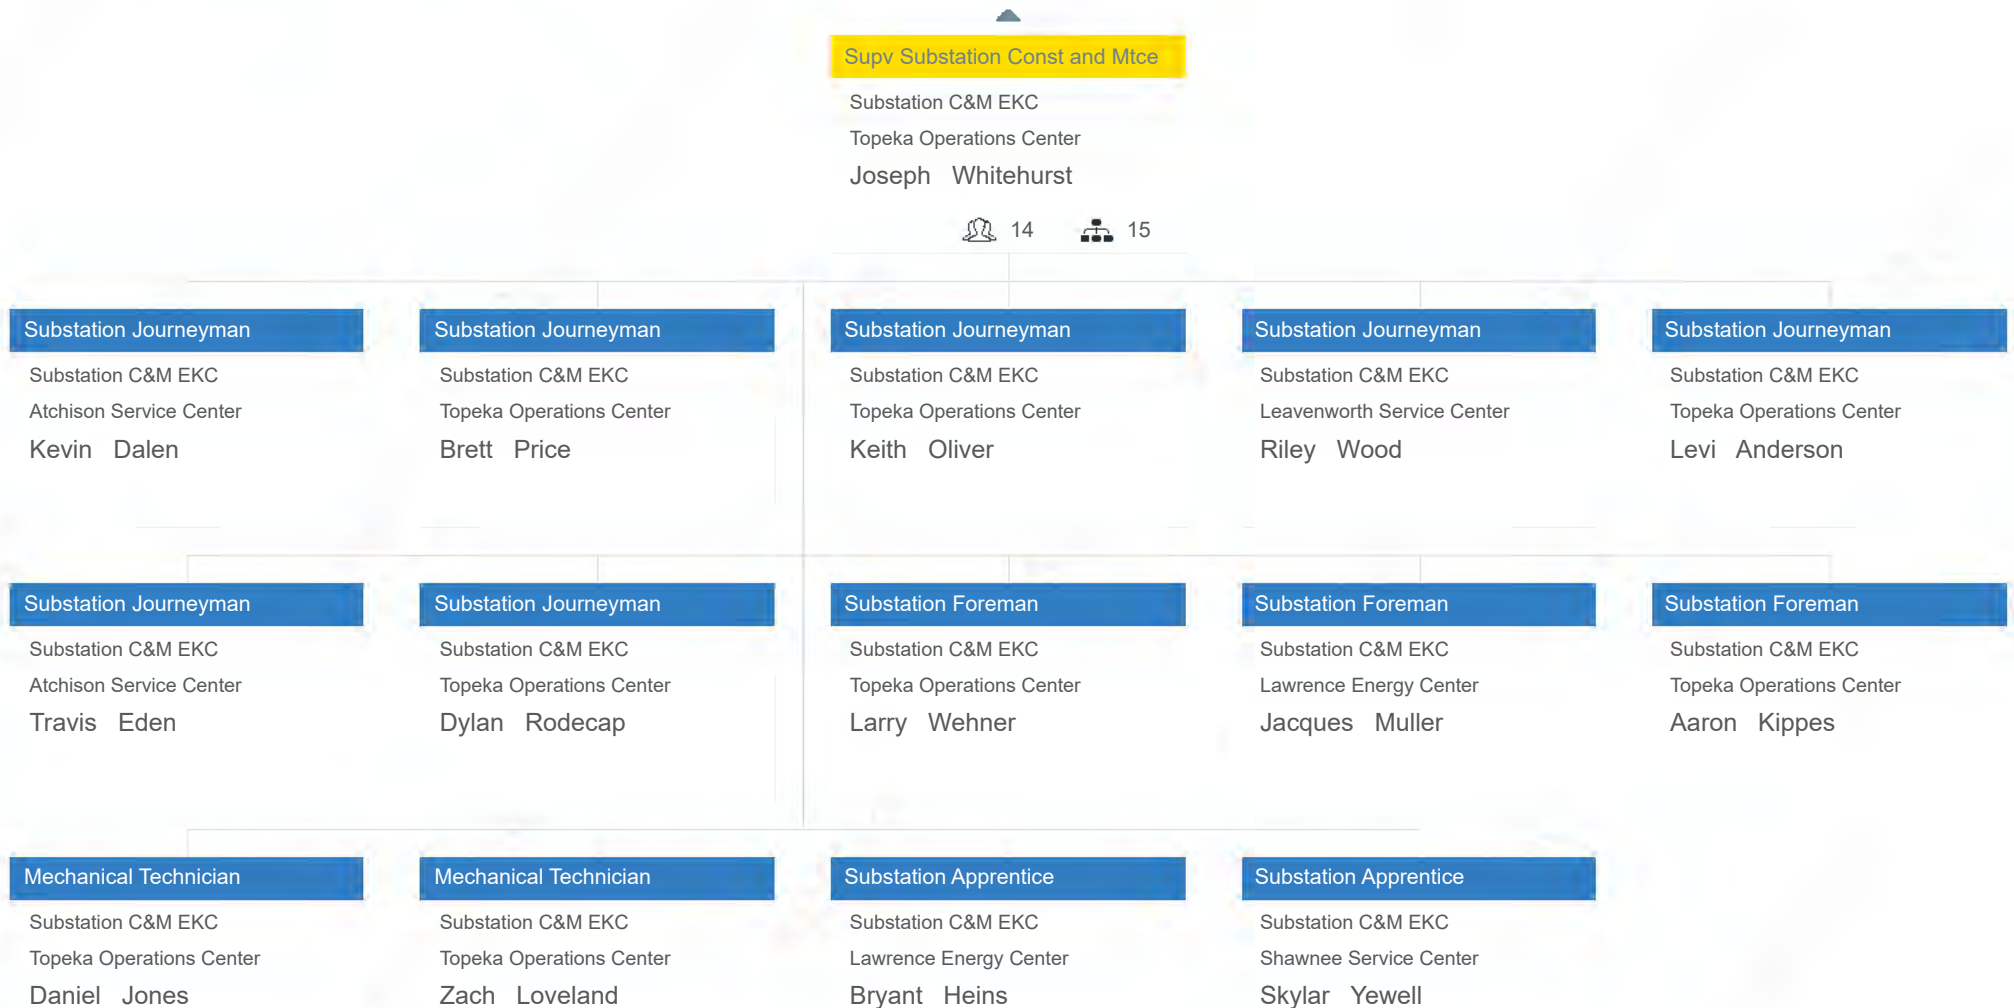 Supv Substation Const and Mtce
Substation C&M EKC
Topeka Operations Center
Joseph Whitehurst
14 15
Substation Journeyman
Substation C&M EKC
Atchison Service Center
Kevin Dalen
Substation Journeyman
Substation C&M EKC
Topeka Operations Center
Brett Price
Substation Journeyman
Substation C&M EKC
Topeka Operations Center
Keith Oliver
Substation Journeyman
Substation C&M EKC
Leavenworth Service Center
Riley Wood
Substation Journeyman
Substation C&M EKC
Topeka Operations Center
Levi Anderson
Substation Journeyman
Substation C&M EKC
Atchison Service Center
Travis Eden
Substation Journeyman
Substation C&M EKC
Topeka Operations Center
Dylan Rodecap
Substation Foreman
Substation C&M EKC
Topeka Operations Center
Larry Wehner
Substation Foreman
Substation C&M EKC
Lawrence Energy Center
Jacques Muller
Substation Foreman
Substation C&M EKC
Topeka Operations Center
Aaron Kippes
Mechanical Technician
Substation C&M EKC
Topeka Operations Center
Daniel Jones
Mechanical Technician
Substation C&M EKC
Topeka Operations Center
Zach Loveland
Substation Apprentice
Substation C&M EKC
Lawrence Energy Center
Bryant Heins
Substation Apprentice
Substation C&M EKC
Shawnee Service Center
Skylar Yewell